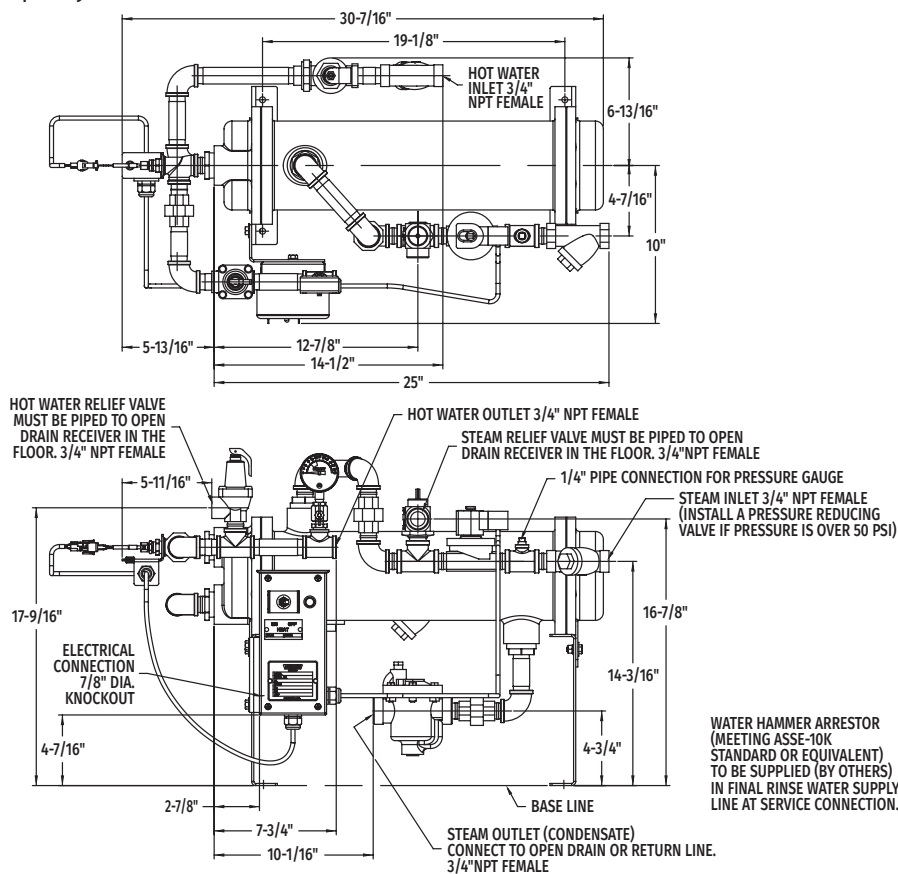 30-7/16"
19-1/8"
HOT WATER
INLET 3/4"
NPT FEMALE
6-13/16"
4-7/16"
10"
5-13/16"
12-7/8"
14-1/2"
25"
HOT WATER RELIEF VALVE
MUST BE PIPED TO OPEN
DRAIN RECEIVER IN THE
FLOOR. 3/4" NPT FEMALE
HOT WATER OUTLET 3/4" NPT FEMALE
STEAM RELIEF VALVE MUST BE PIPED TO OPEN
DRAIN RECEIVER IN THE FLOOR. 3/4"NPT FEMALE
1/4" PIPE CONNECTION FOR PRESSURE GAUGE
STEAM INLET 3/4" NPT FEMALE
(INSTALL A PRESSURE REDUCING
VALVE IF PRESSURE IS OVER 50 PSI)
5-11/16"
17-9/16"
16-7/8"
14-3/16"
HEAT
ELECTRICAL
CONNECTION
7/8" DIA.
KNOCKOUT
4-7/16"
4-3/4"
WATER HAMMER ARRESTOR
(MEETING ASSE-10K
STANDARD OR EQUIVALENT)
TO BE SUPPLIED (BY OTHERS)
IN FINAL RINSE WATER SUPPLY
LINE AT SERVICE CONNECTION.
2-7/8"
BASE LINE
7-3/4"
10-1/16"
STEAM OUTLET (CONDENSATE)
CONNECT TO OPEN DRAIN OR RETURN LINE.
3/4"NPT FEMALE